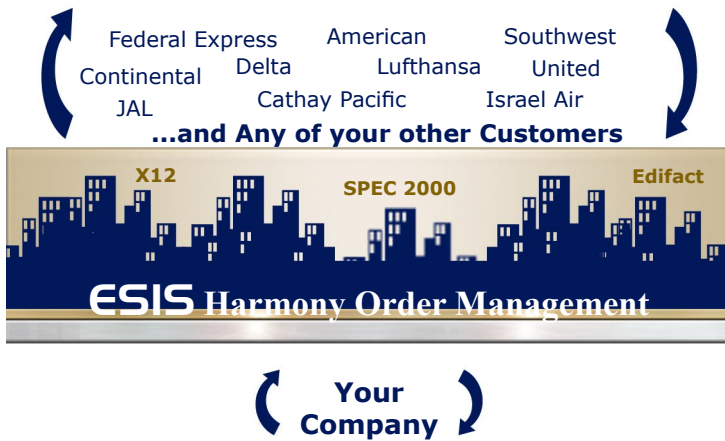 Federal Express American Southwest
Continental Delta Lufthansa United
JAL Cathay Pacific Israel Air
...and Any of your other Customers
X12 SPEC 2000 Edifact
ESIS Harmony Order Management
Your
Company